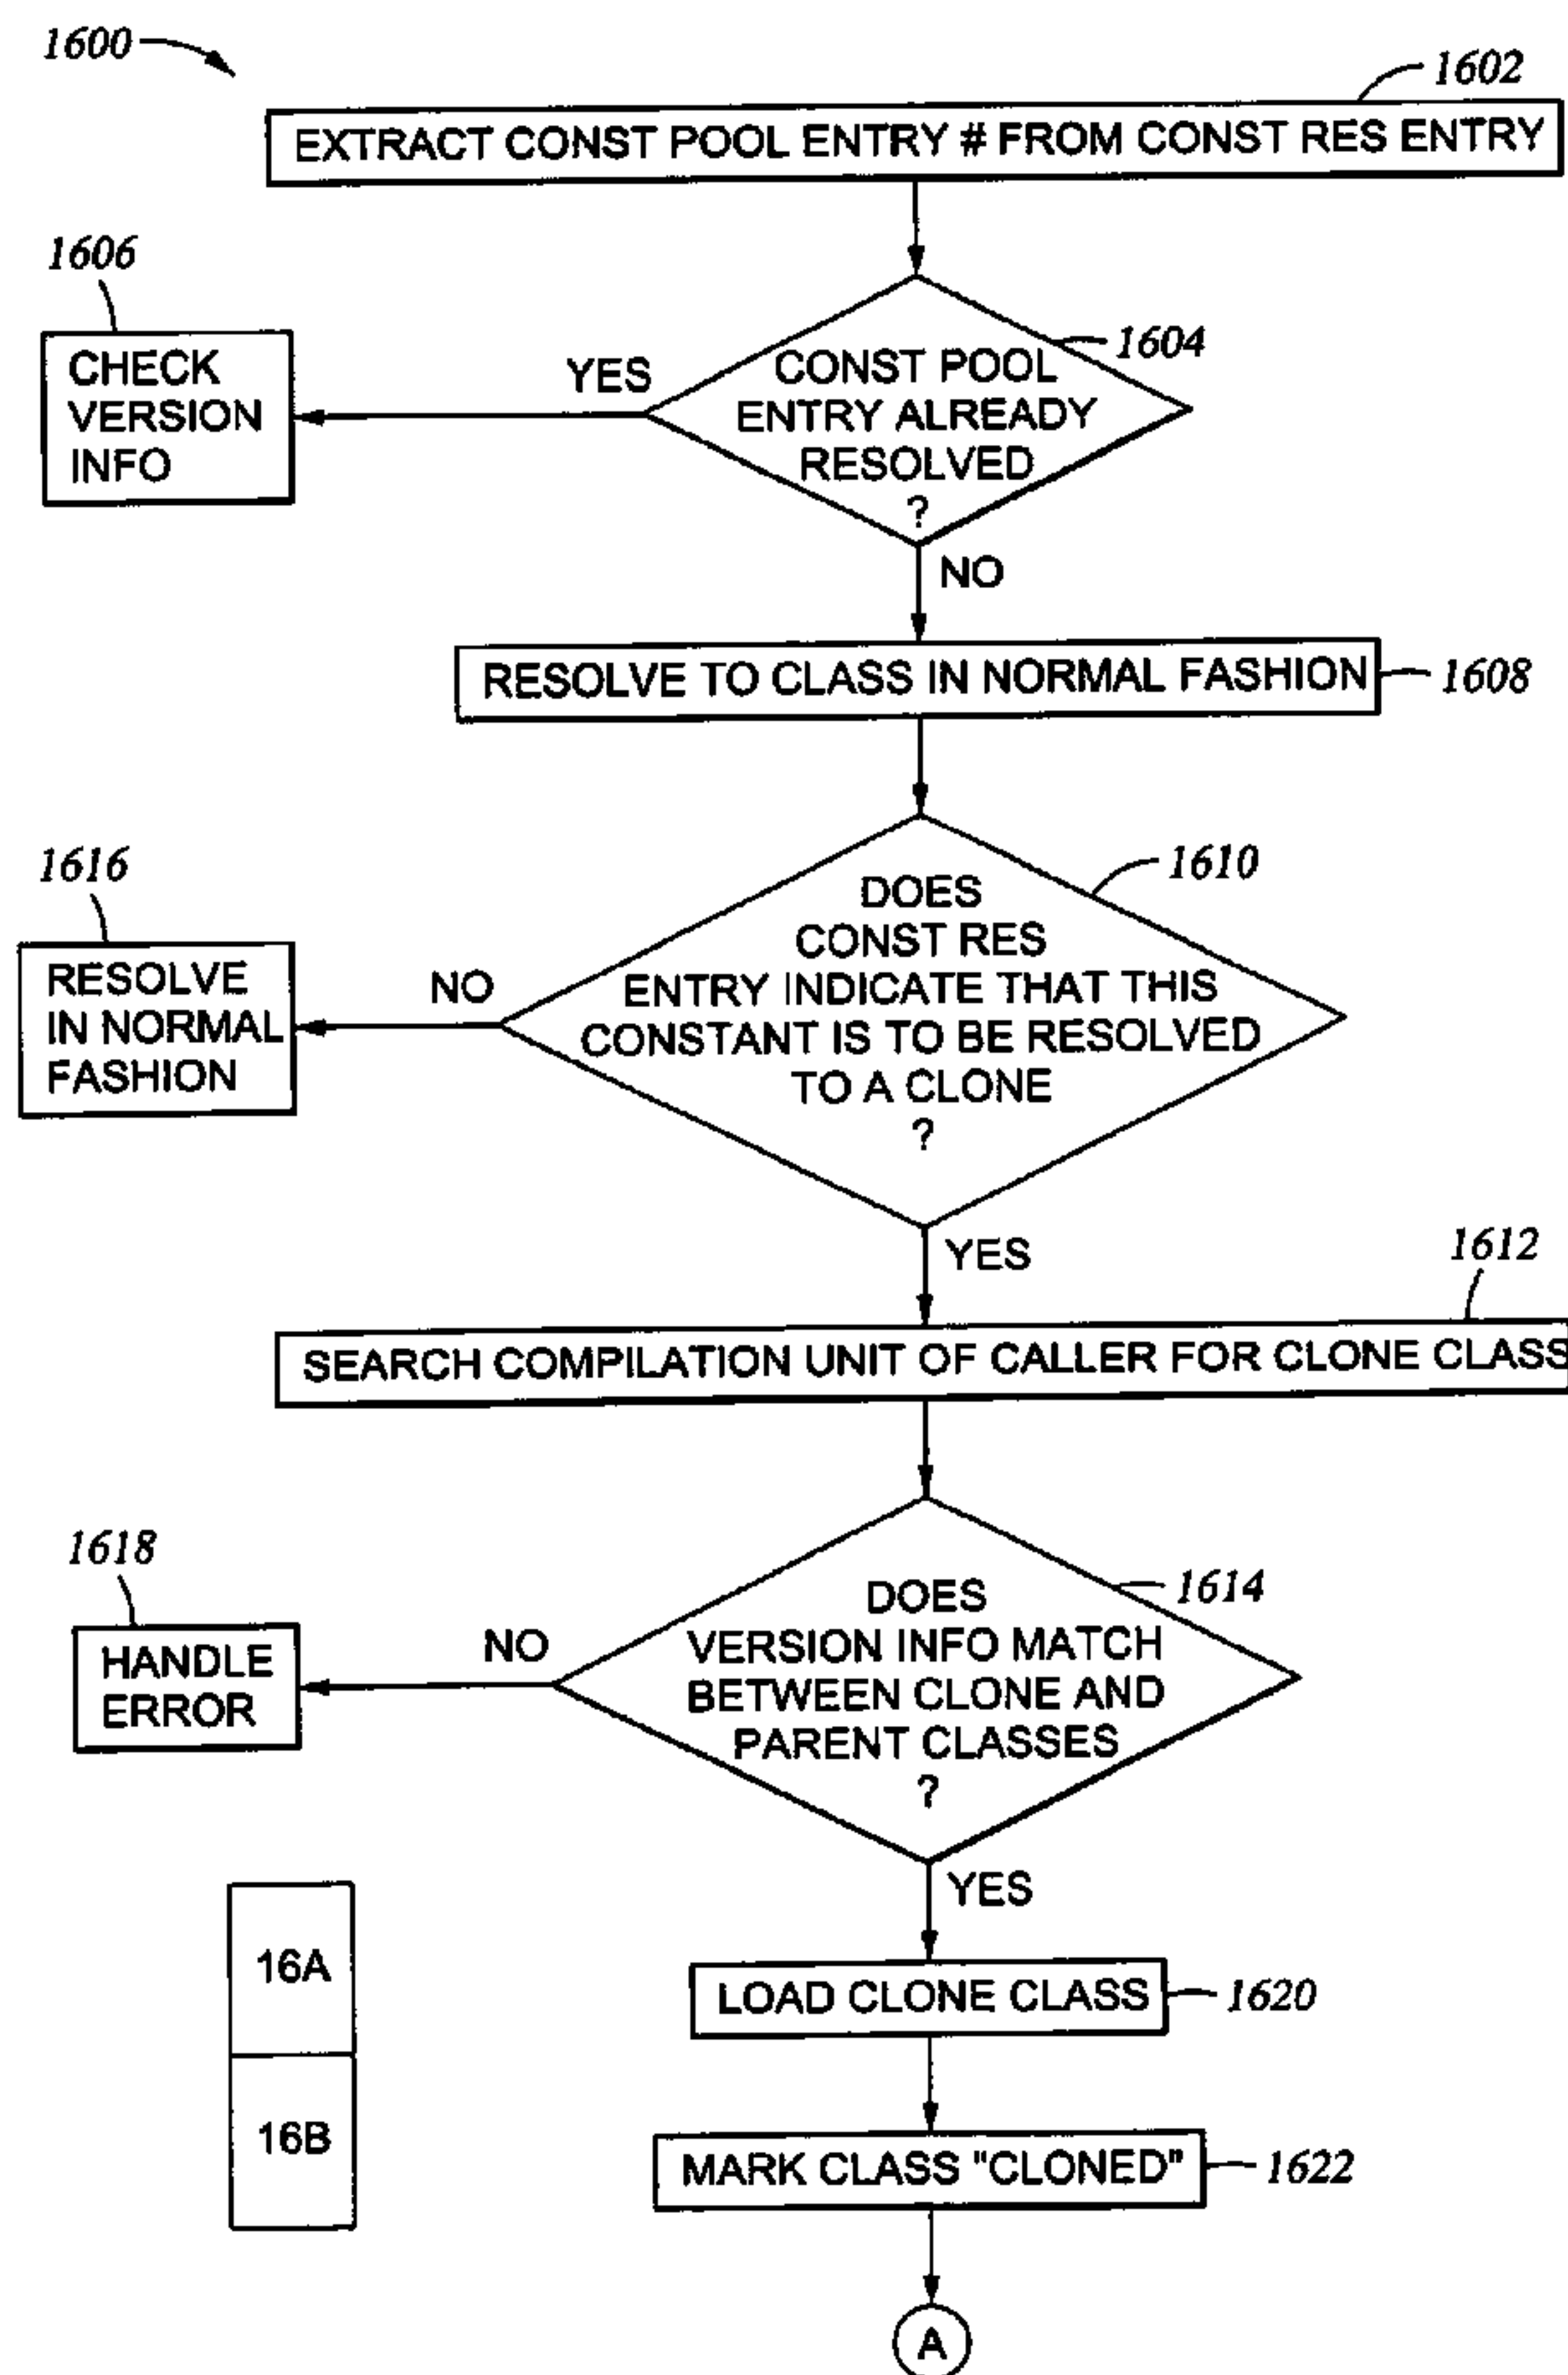 1600
1602
EXTRACT CONST POOL ENTRY # FROM CONST RES ENTRY
1606
CHECK
VERSION
INFO
YES
1604
CONST POOL
ENTRY ALREADY
RESOLVED
?
NO
RESOLVE TO CLASS IN NORMAL FASHION
1608
1616
RESOLVE
IN NORMAL
FASHION
NO
1610
DOES
CONST RES
ENTRY INDICATE THAT THIS
CONSTANT IS TO BE RESOLVED
TO A CLONE
?
YES
1612
SEARCH COMPILATION UNIT OF CALLER FOR CLONE CLASS
1618
HANDLE
ERROR
NO
1614
DOES
VERSION INFO MATCH
BETWEEN CLONE AND
PARENT CLASSES
?
YES
16A
16B
LOAD CLONE CLASS
1620
MARK CLASS "CLONED"
1622
A